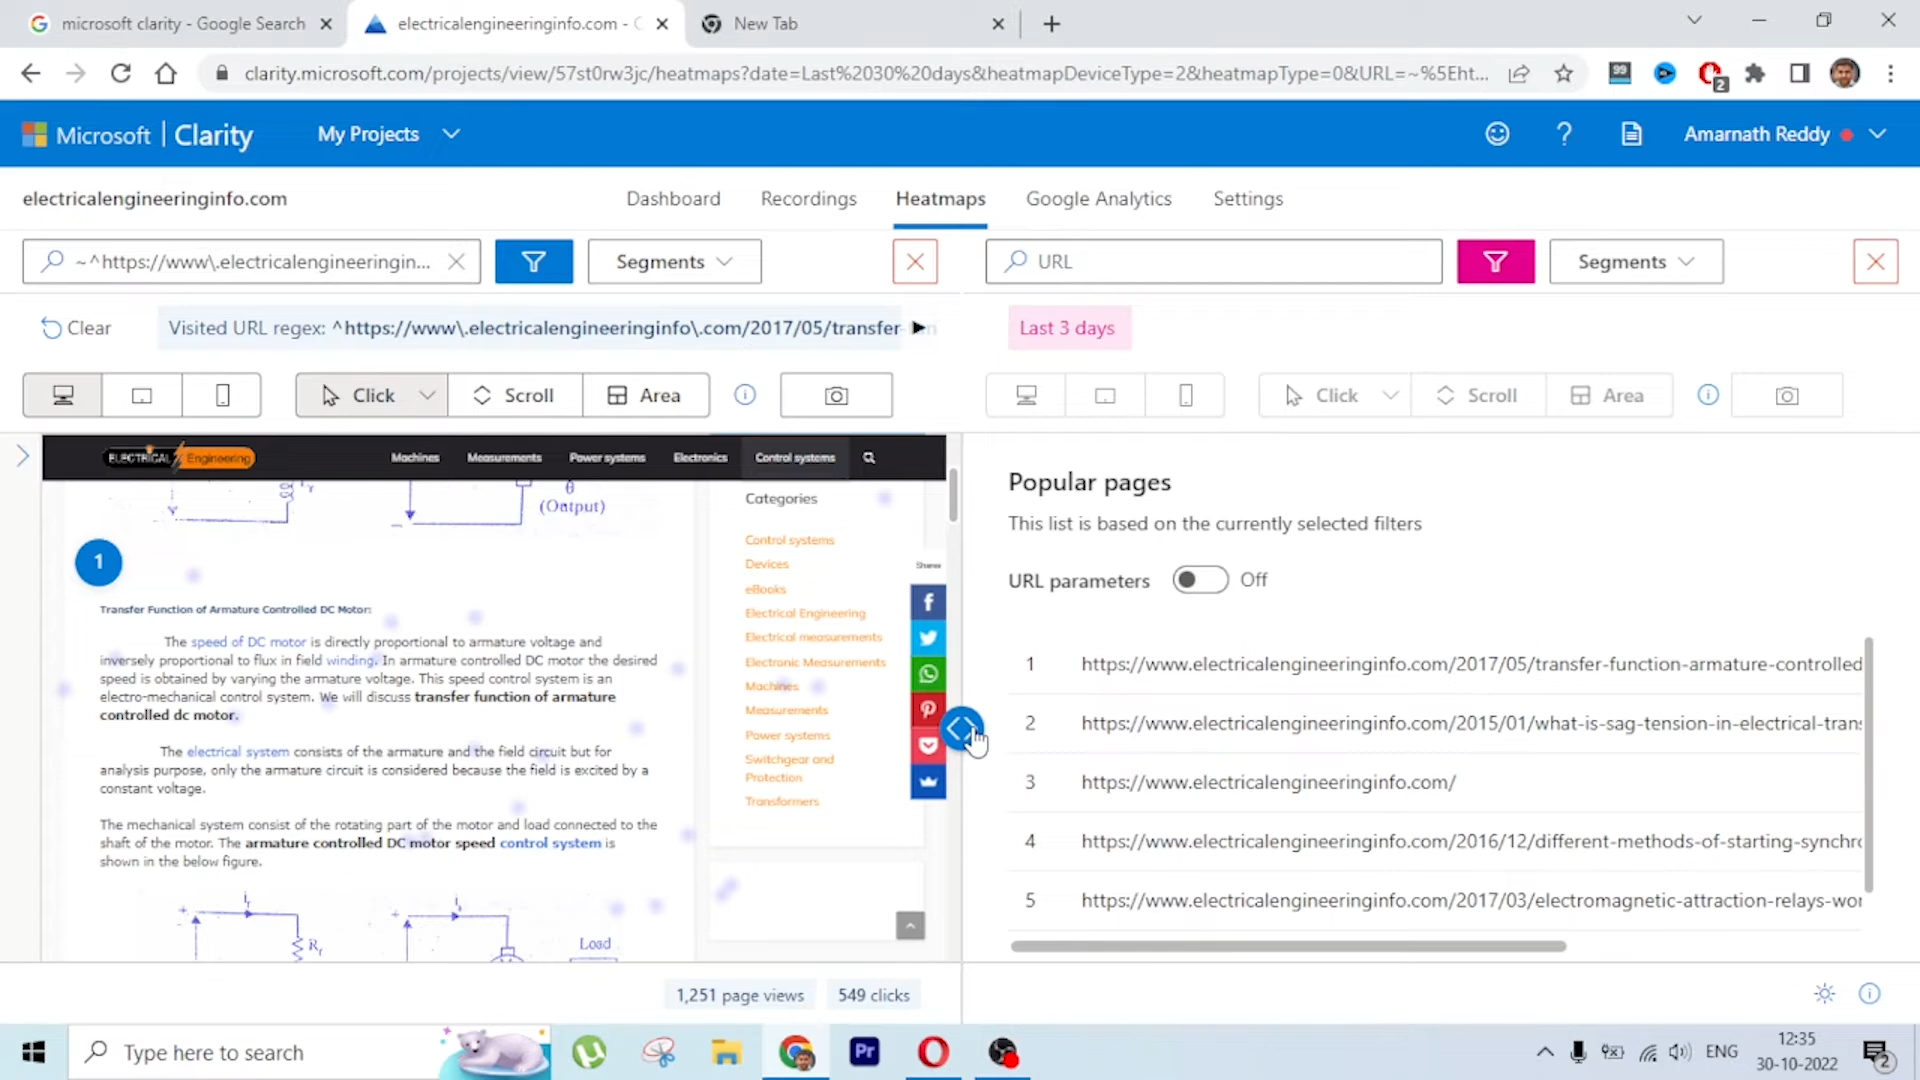 microsoft clarity - Google Search
electricalengineeringinfo.com - C
New Tab
clarity.microsoft.com/projects/view/57st0rw3jc/heatmaps?date=Last%2030%20days&heatmapDeviceType=2&heatmapType=0&URL=~%5Eht...
99
2
Microsoft | Clarity
My Projects
Amarnath Reddy
electricalengineeringinfo.com
Dashboard
Recordings
Heatmaps
Google Analytics
Settings
~^https://www\.electricalengineeringin...
Segments
URL
Segments
Clear
Visited URL regex: ^https://www\.electricalengineeringinfo\.com/2017/05/transfer-
Last 3 days
Click
Scroll
Area
Click
Scroll
Area
ELECTRICAL Engineering
Machines
Measurements
Power systems
Electronics
Control systems
θ
(Output)
1
Transfer Function of Armature Controlled DC Motor:
The speed of DC motor is directly proportional to armature voltage and
inversely proportional to flux in field winding. In armature controlled DC motor the desired
speed is obtained by varying the armature voltage. This speed control system is an
electro-mechanical control system. We will discuss transfer function of armature
controlled dc motor.
The electrical system consists of the armature and the field circuit but for
analysis purpose, only the armature circuit is considered because the field is excited by a
constant voltage.
The mechanical system consist of the rotating part of the motor and load connected to the
shaft of the motor. The armature controlled DC motor speed control system is
shown in the below figure.
Load
Categories
Control systems
Devices
eBooks
Electrical Engineering
Electrical measurements
Electronic Measurements
Machines
Measurements
Power systems
Switchgear and
Protection
Transformers
Shares
Popular pages
This list is based on the currently selected filters
URL parameters
Off
1 https://www.electricalengineeringinfo.com/2017/05/transfer-function-armature-controlled
2 https://www.electricalengineeringinfo.com/2015/01/what-is-sag-tension-in-electrical-trans
3 https://www.electricalengineeringinfo.com/
4 https://www.electricalengineeringinfo.com/2016/12/different-methods-of-starting-synchro
5 https://www.electricalengineeringinfo.com/2017/03/electromagnetic-attraction-relays-wor
1,251 page views
549 clicks
Type here to search
Pr
ENG
12:35
30-10-2022
2